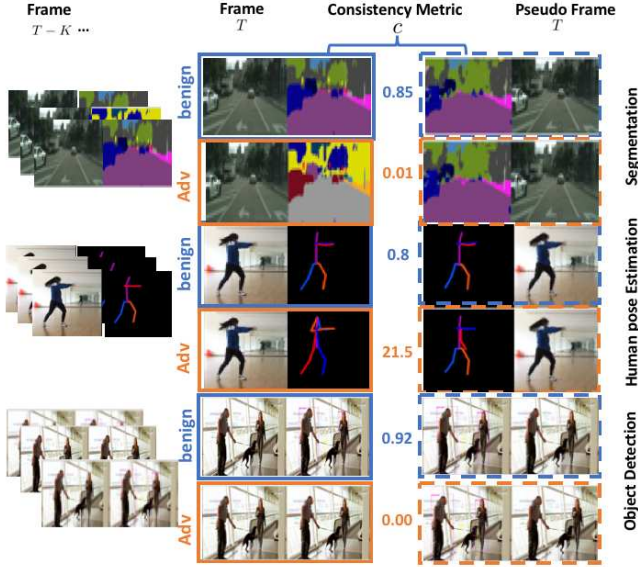 Frame
T − K ···
Frame
T
Consistency Metric
c
Pseudo Frame
T
benign
0.85
Adv
0.01
Segmentation
benign
0.8
Adv
21.5
Human pose Estimation
benign
0.92
Adv
0.00
Object Detection